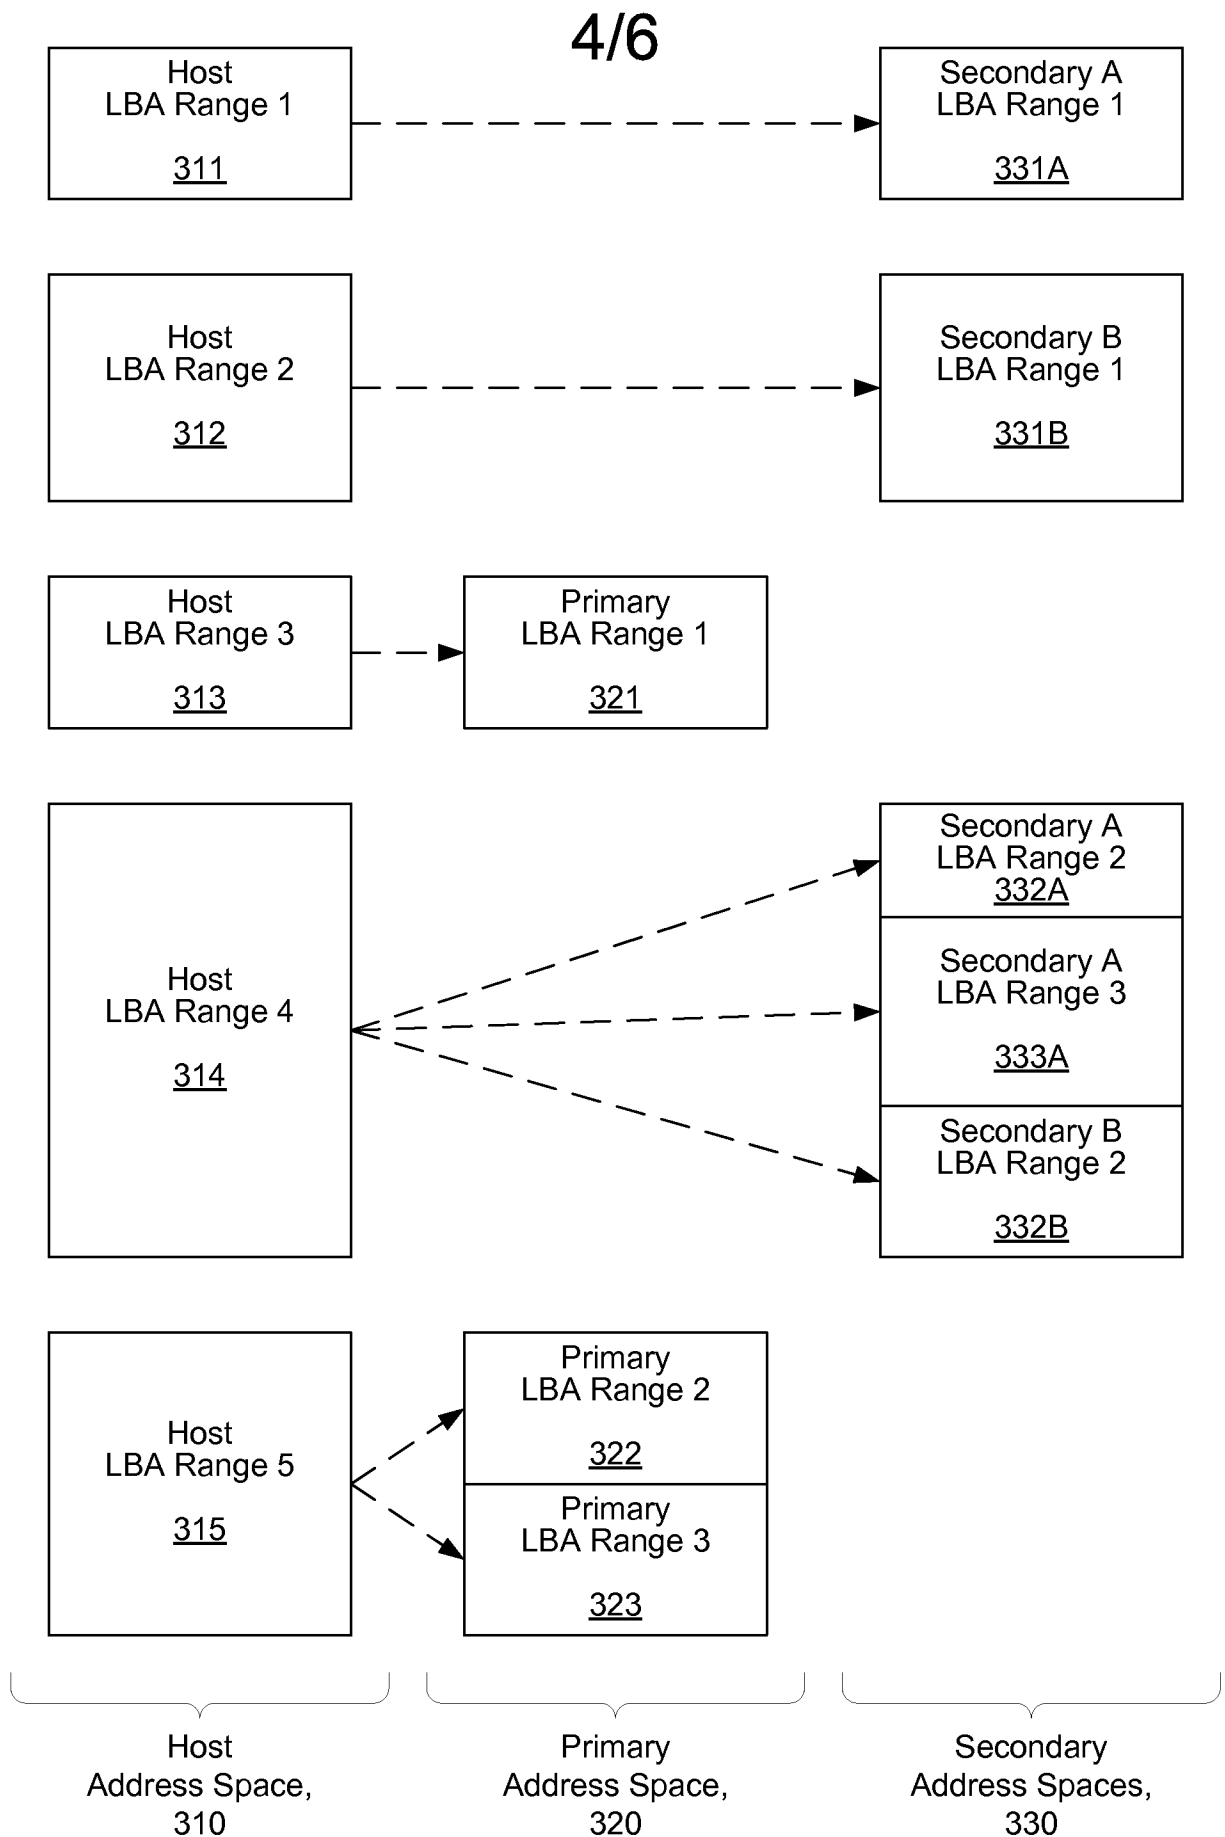 4/6
Host
LBA Range 1
311
Secondary A
LBA Range 1
331A
Host
LBA Range 2
312
Secondary B
LBA Range 1
331B
Host
LBA Range 3
313
Primary
LBA Range 1
321
Host
LBA Range 4
314
Secondary A
LBA Range 2
332A
Secondary A
LBA Range 3
333A
Secondary B
LBA Range 2
332B
Host
LBA Range 5
315
Primary
LBA Range 2
322
Primary
LBA Range 3
323
Host
Address Space,
310
Primary
Address Space,
320
Secondary
Address Spaces,
330